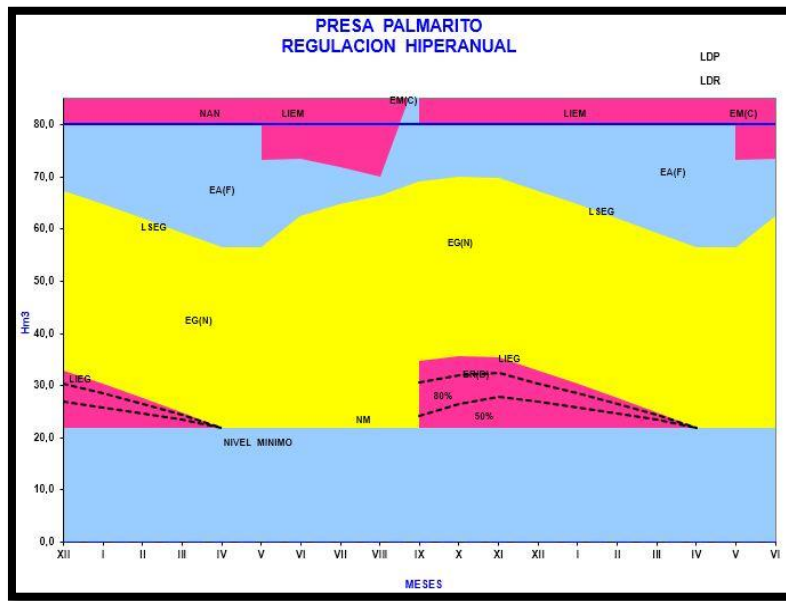 PRESA PALMARITO
REGULACION HIPERANUAL
LDP
LDR
EM(C)
NAN LIEM LIEM EM(C)
80,0
70,0
EA(F) EA(F)
LSEG LSEG
60,0
EG(N)
50,0
Hm3
EG(N)
40,0
LIEG
LIEG ER(D)
30,0
80%
50%
NM
20,0
NIVEL MINIMO
10,0
0,0
XII I II III IV V VI VII VIII IX X XI XII I II III IV V VI
MESES